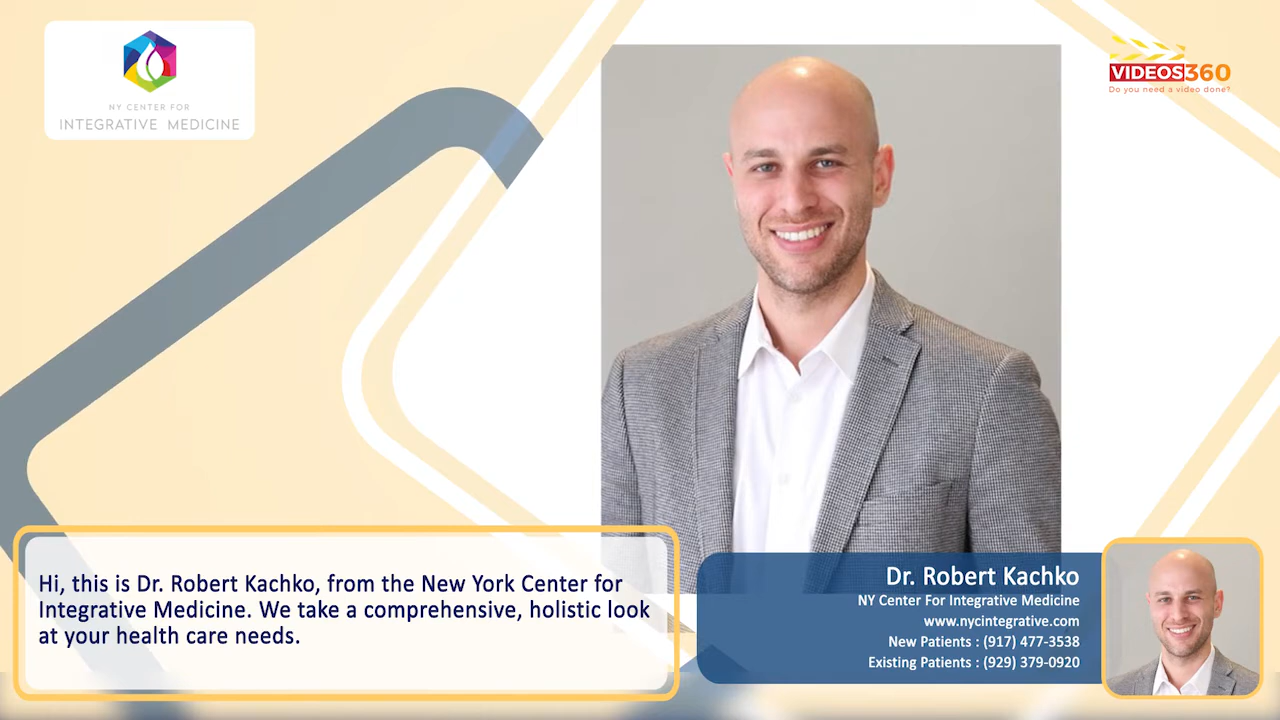 NY CENTER FOR
INTEGRATIVE MEDICINE
VIDEOS360
Do you need a video done?
Hi, this is Dr. Robert Kachko, from the New York Center for
Integrative Medicine. We take a comprehensive, holistic look
at your health care needs.
Dr. Robert Kachko
NY Center For Integrative Medicine
www.nycintegrative.com
New Patients : (917) 477-3538
Existing Patients : (929) 379-0920